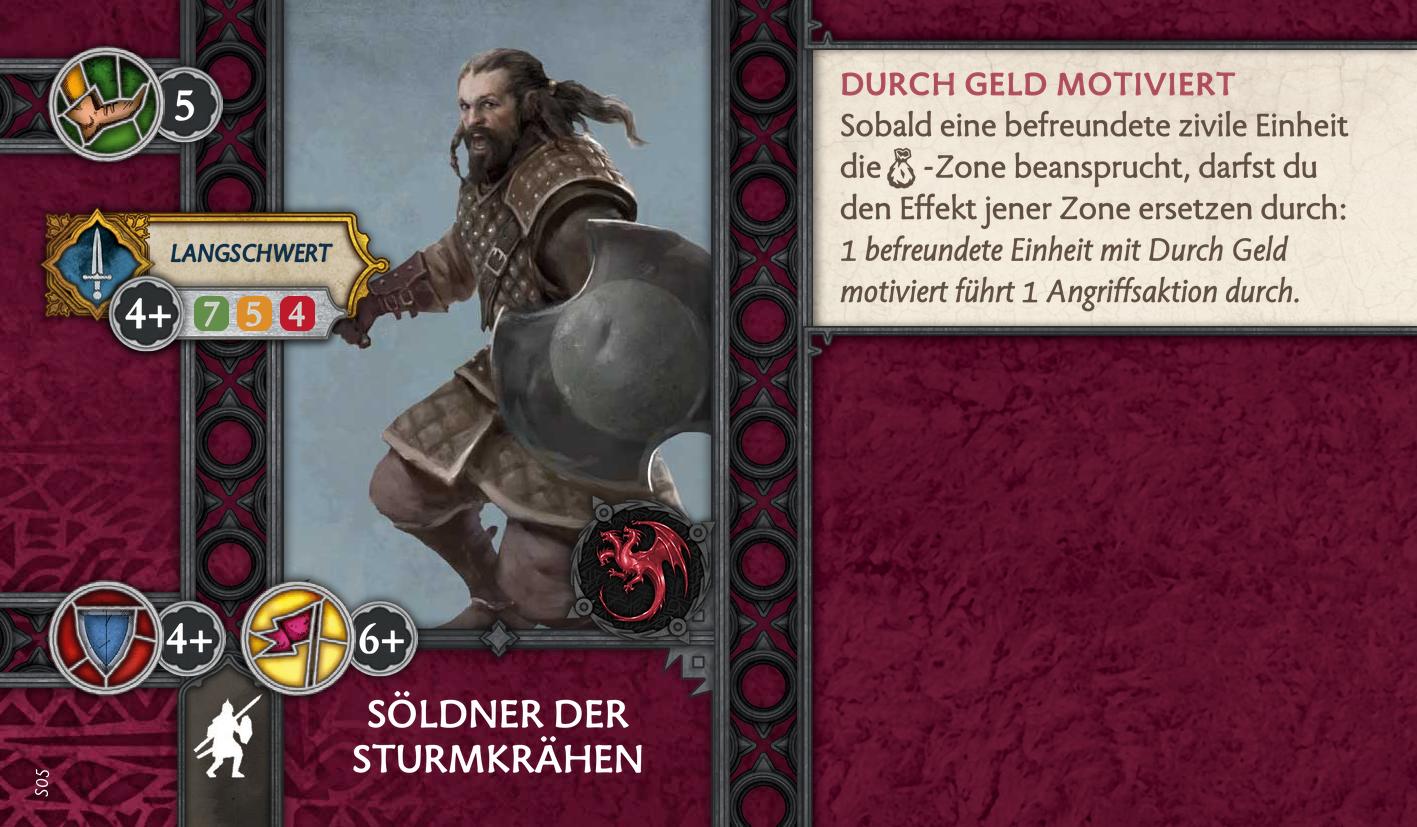 5
LANGSCHWERT
4+ 7 5 4
4+ 6+
SÖLDNER DER
STURMKRÄHEN
S05
DURCH GELD MOTIVIERT
Sobald eine befreundete zivile Einheit
die -Zone beansprucht, darfst du
den Effekt jener Zone ersetzen durch:
1 befreundete Einheit mit Durch Geld
motiviert führt 1 Angriffsaktion durch.